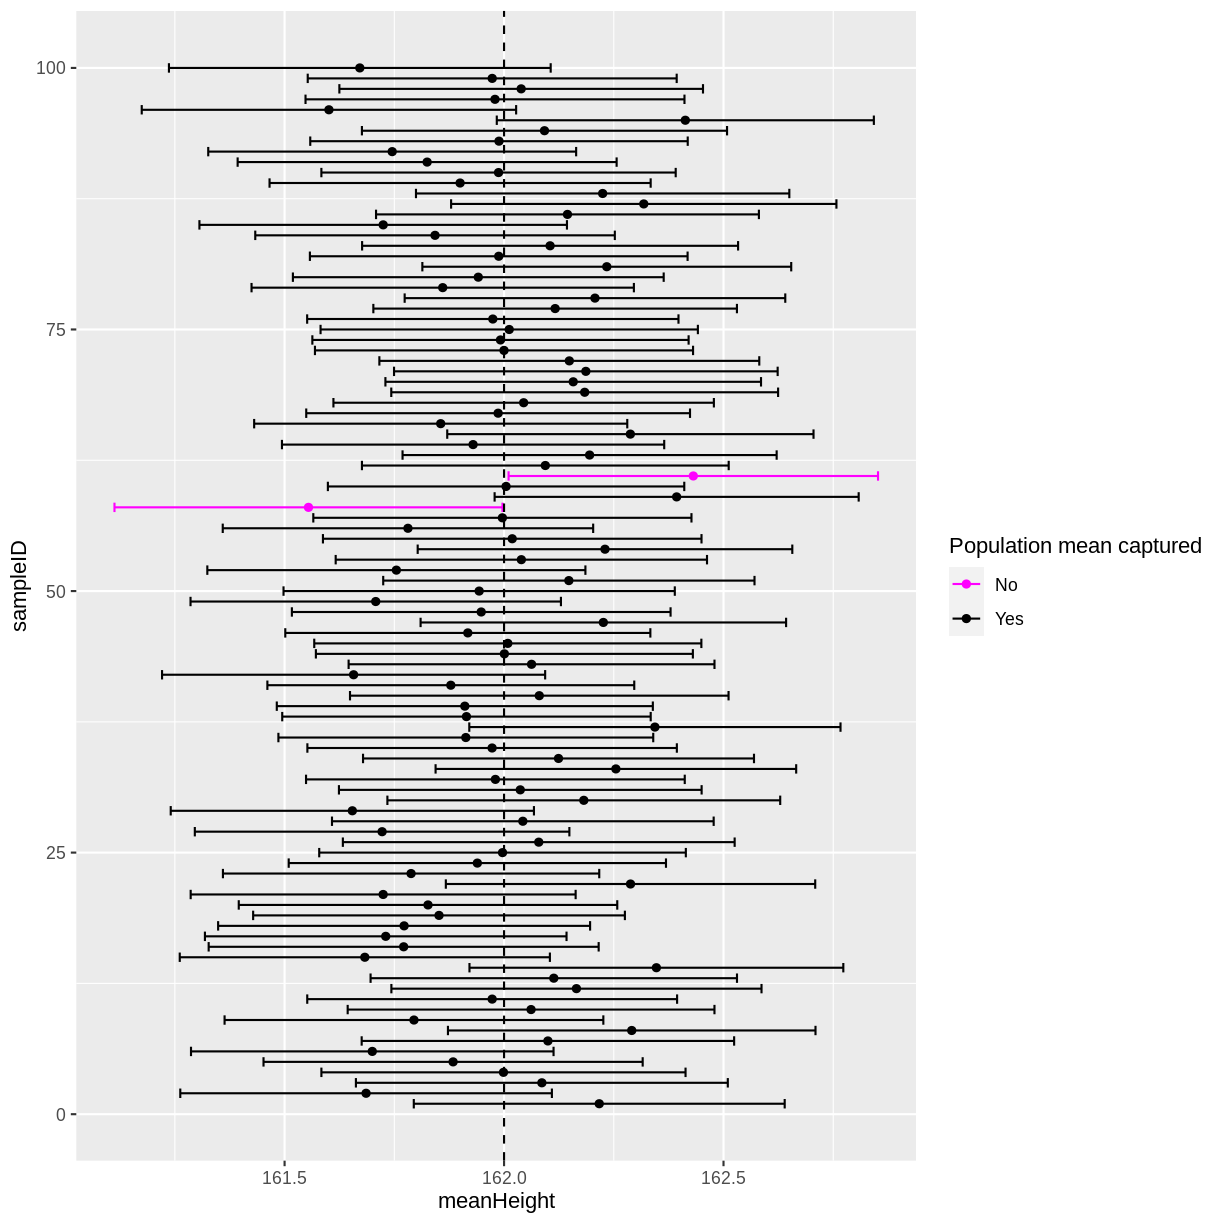 100
75
50
25
0
sampleID
161.5 162.0 162.5
meanHeight
Population mean captured
No
Yes